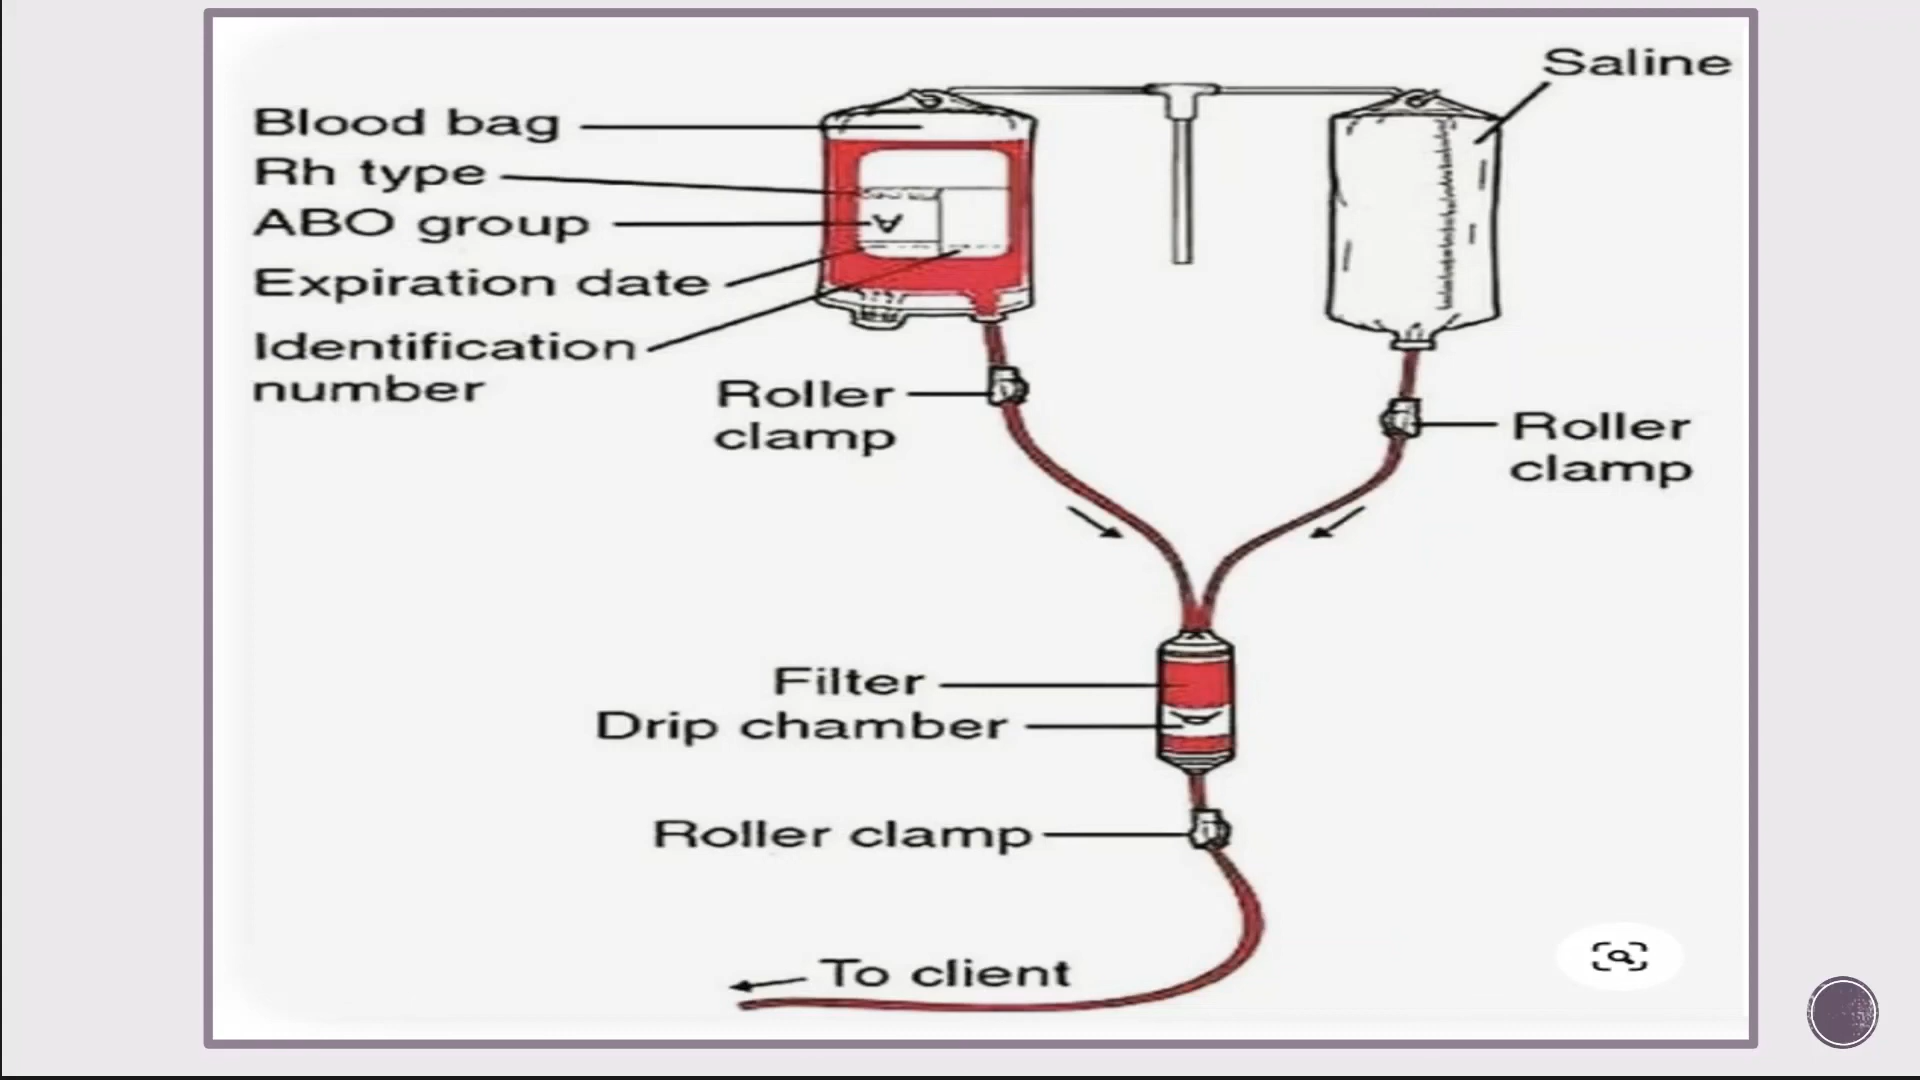 Saline
Blood bag
Rh type
ABO group
A
Expiration date
Identification
number
Roller
clamp
Roller
clamp
Filter
Drip chamber
Roller clamp
To client